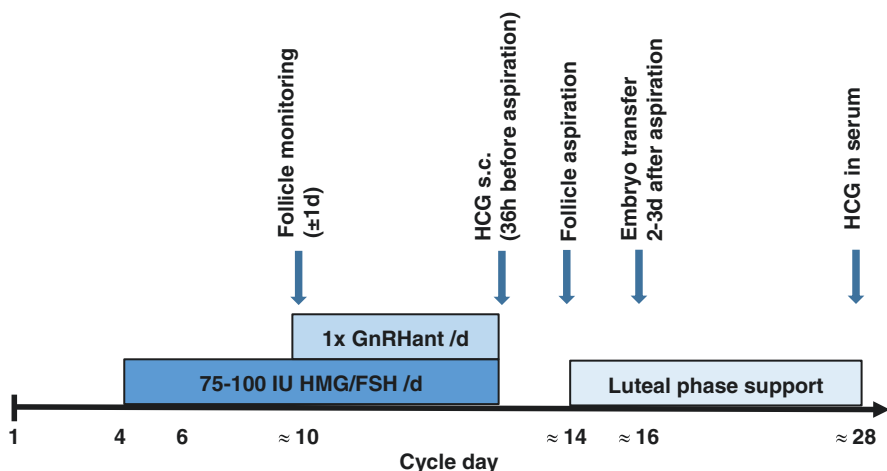 Follicle monitoring
(±1d)
HCG s.c.
(36h before aspiration)
Follicle aspiration
Embryo transfer
2-3d after aspiration
HCG in serum
1x GnRHant /d
75-100 IU HMG/FSH /d
Luteal phase support
1 4 6 ≈ 10 ≈ 14 ≈ 16 ≈ 28
Cycle day